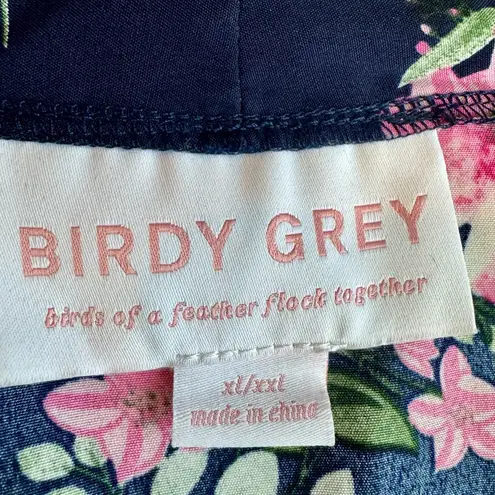 BIRDY GREY
birds of a feather flock together
xl/xxl
made in china